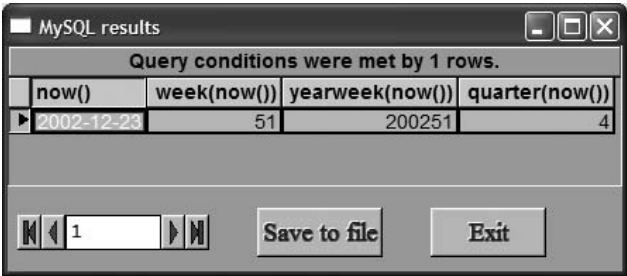 MySQL results
Query conditions were met by 1 rows.
now() week(now()) yearweek(now()) quarter(now())
2002-12-23 51 200251 4
1 Save to file Exit